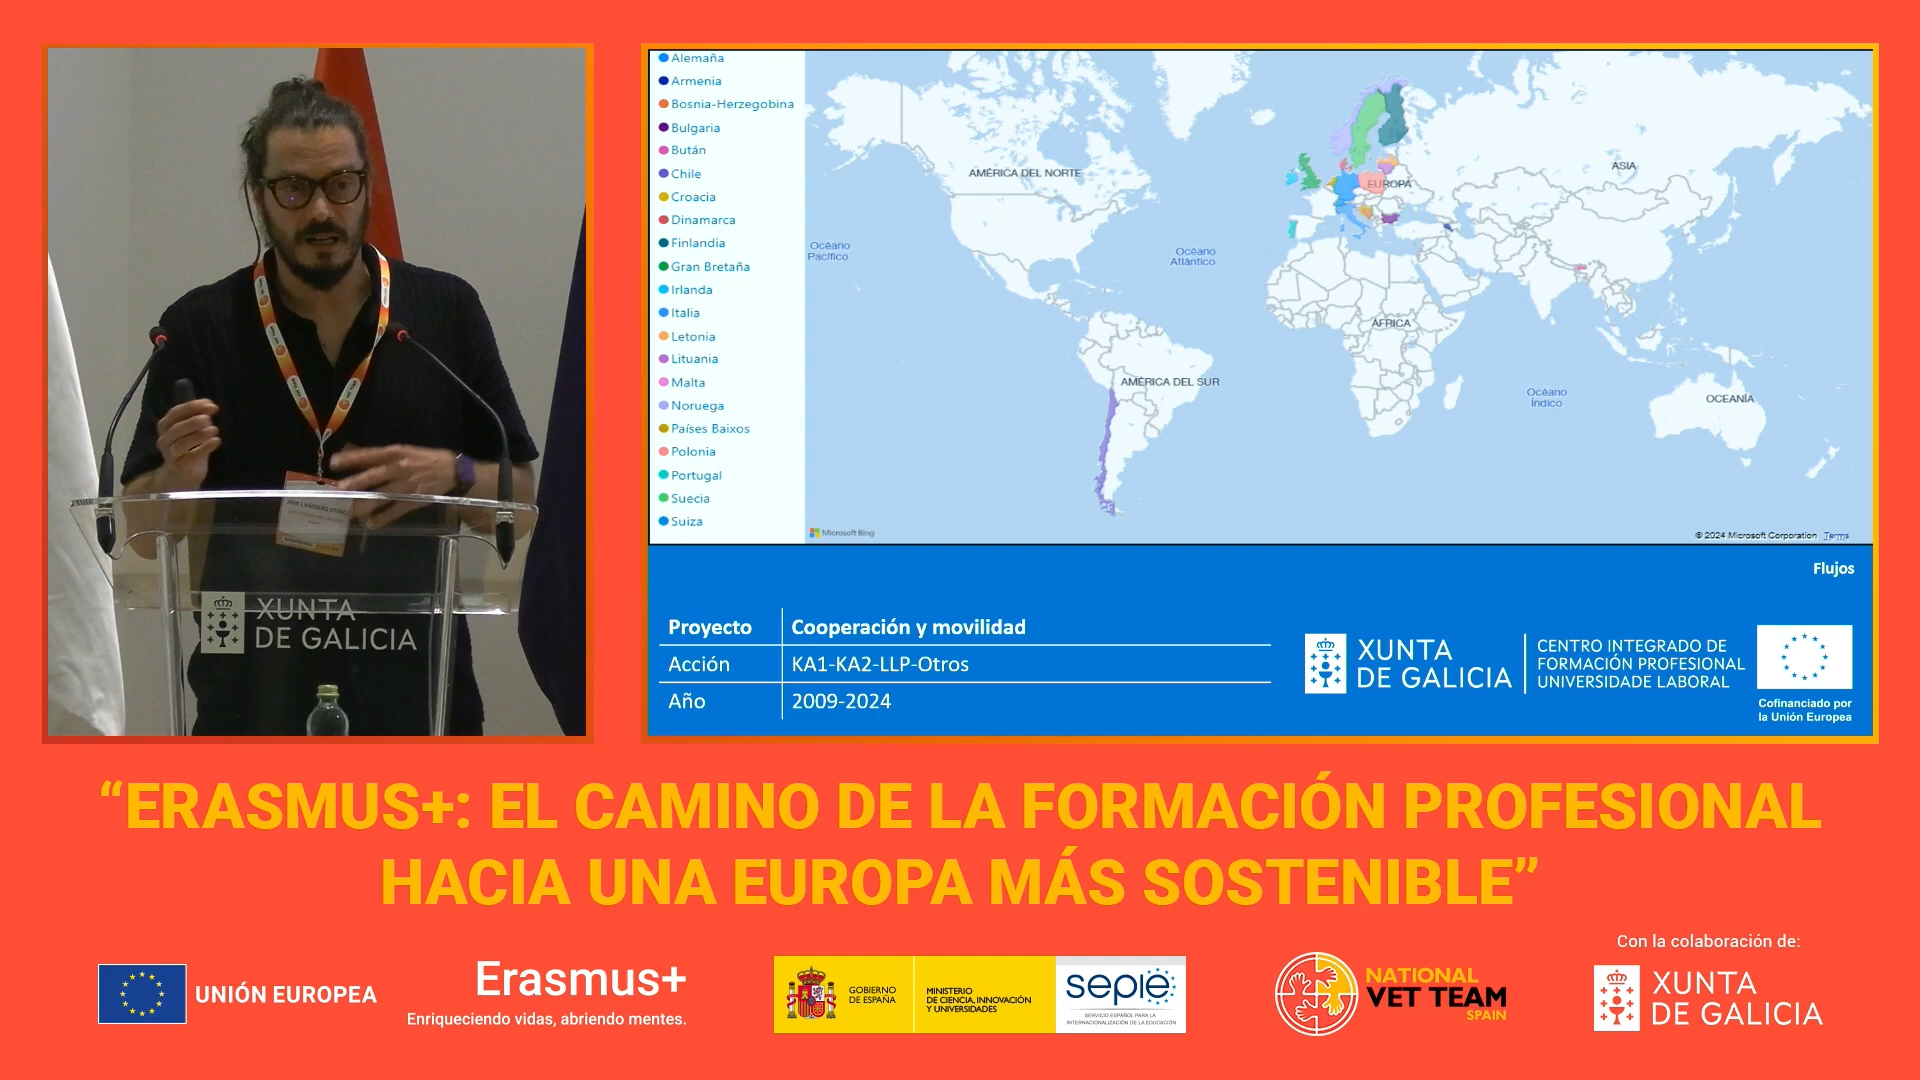 Alemaña
Armenia
Bosnia-Herzegobina
Bulgaria
Bután
Chile
Croacia
Dinamarca
Finlandia
Gran Bretaña
Irlanda
Italia
Letonia
Lituania
Malta
Noruega
Países Baixos
Polonia
Portugal
Suecia
Suiza
AMÉRICA DEL NORTE
EUROPA
ASIA
Océano
Pacífico
Océano
Atlántico
ÁFRICA
AMÉRICA DEL SUR
Océano
Índico
OCEANÍA
Microsoft Bing
© 2024 Microsoft Corporation Terms
Flujos
Proyecto Cooperación y movilidad
Acción KA1-KA2-LLP-Otros
Año 2009-2024
XUNTA
DE GALICIA
CENTRO INTEGRADO DE
FORMACIÓN PROFESIONAL
UNIVERSIDADE LABORAL
Cofinanciado por
la Unión Europea
XUNTA
DE GALICIA
“ERASMUS+: EL CAMINO DE LA FORMACIÓN PROFESIONAL
HACIA UNA EUROPA MÁS SOSTENIBLE”
UNIÓN EUROPEA
Erasmus+
Enriqueciendo vidas, abriendo mentes.
GOBIERNO
DE ESPAÑA
MINISTERIO
DE CIENCIA, INNOVACIÓN
Y UNIVERSIDADES
sepie
SERVICIO ESPAÑOL PARA LA
INTERNACIONALIZACIÓN DE LA EDUCACIÓN
NATIONAL
VET TEAM
SPAIN
Con la colaboración de:
XUNTA
DE GALICIA